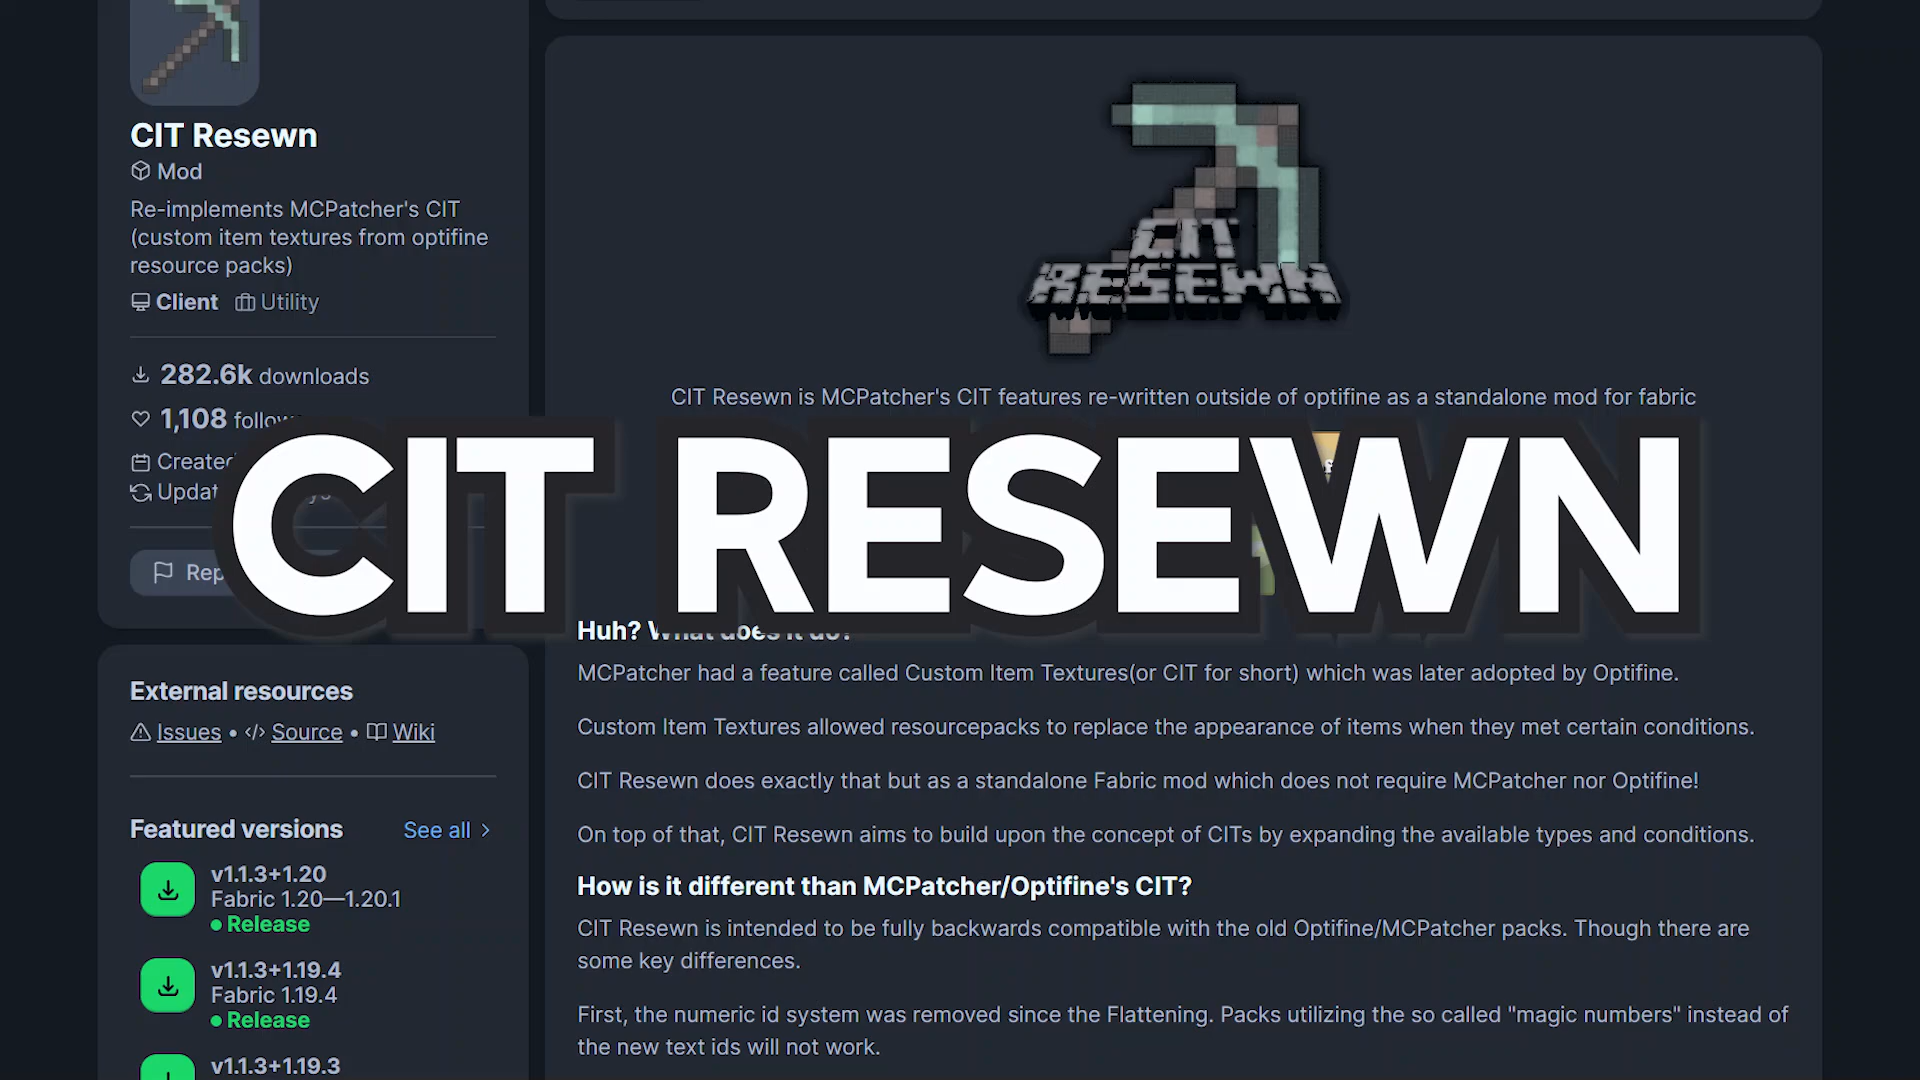 CIT Resewn
Mod
Re-implements MCPatcher's CIT
(custom item textures from optifine
resource packs)
Client Utility
282.6k downloads
1,108
External resources
Issues • Source • Wiki
Featured versions See all
v1.1.3+1.20
Fabric 1.20—1.20.1
Release
v1.1.3+1.19.4
Fabric 1.19.4
Release
v1.1.3+1.19.3
CIT
RESEWN
CIT Resewn is MCPatcher's CIT features re-written outside of optifine as a standalone mod for fabric
CIT RESEWN
Huh? What does it do?
MCPatcher had a feature called Custom Item Textures(or CIT for short) which was later adopted by Optifine.
Custom Item Textures allowed resourcepacks to replace the appearance of items when they met certain conditions.
CIT Resewn does exactly that but as a standalone Fabric mod which does not require MCPatcher nor Optifine!
On top of that, CIT Resewn aims to build upon the concept of CITs by expanding the available types and conditions.
How is it different than MCPatcher/Optifine's CIT?
CIT Resewn is intended to be fully backwards compatible with the old Optifine/MCPatcher packs. Though there are
some key differences.
First, the numeric id system was removed since the Flattening. Packs utilizing the so called "magic numbers" instead of
the new text ids will not work.